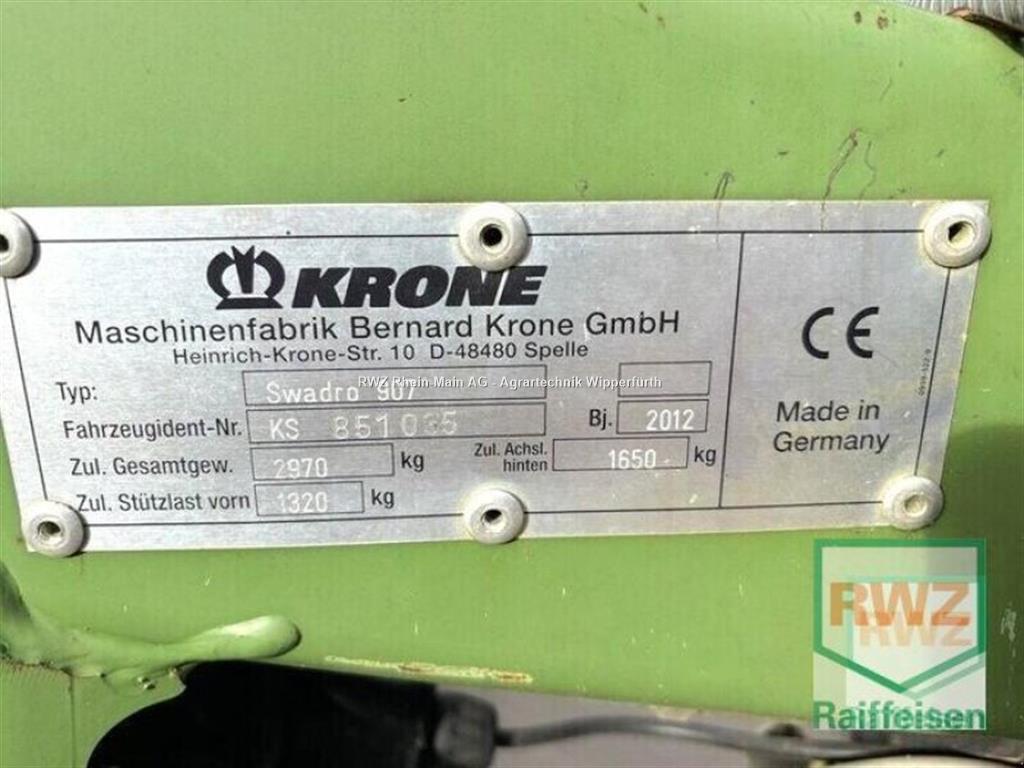 KRONE
Maschinenfabrik Bernard Krone GmbH
Heinrich-Krone-Str. 10 D-48480 Spelle
Typ: Swadro 907
RWZ Rhein-Main AG - Agrartechnik Wipperfürth
Fahrzeugident-Nr. KS 851035 Bj. 2012
Zul. Gesamtgew. 2970 kg Zul. Achsl. hinten 1650 kg
Zul. Stützlast vorn 1320 kg
CE
Made in
Germany
RWZ
RWZ
Raiffeisen